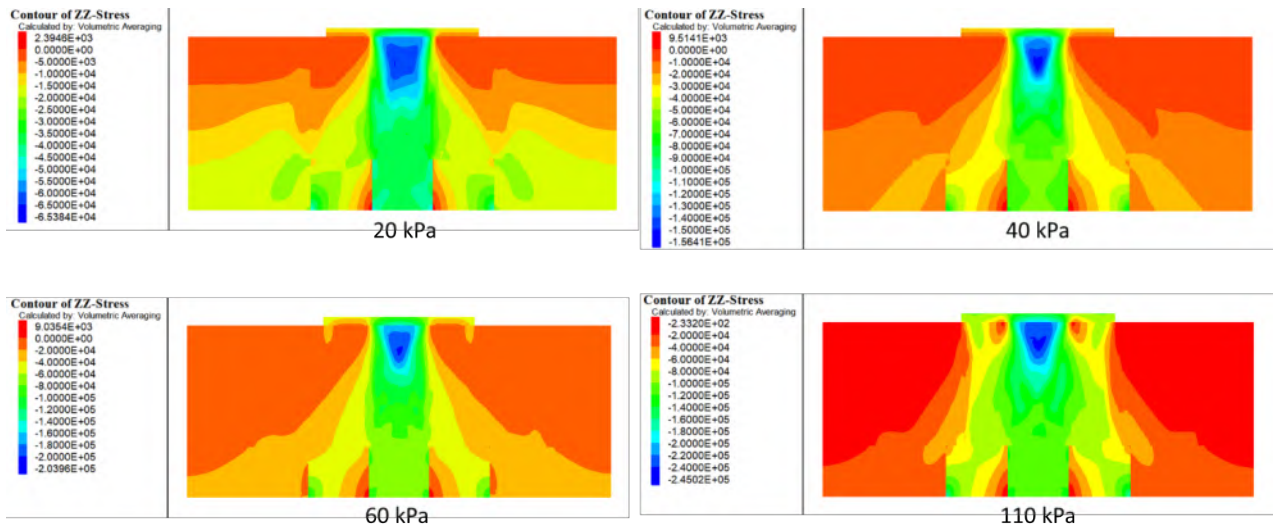 Contour of ZZ-Stress
Calculated by: Volumetric Averaging
2.3946E+03
0.0000E+00
-5.0000E+03
-1.0000E+04
-1.5000E+04
-2.0000E+04
-2.5000E+04
-3.0000E+04
-3.5000E+04
-4.0000E+04
-4.5000E+04
-5.0000E+04
-5.5000E+04
-6.0000E+04
-6.5000E+04
-6.5384E+04
20 kPa
Contour of ZZ-Stress
Calculated by: Volumetric Averaging
9.5141E+03
0.0000E+00
-1.0000E+04
-2.0000E+04
-3.0000E+04
-4.0000E+04
-5.0000E+04
-6.0000E+04
-7.0000E+04
-8.0000E+04
-9.0000E+04
-1.0000E+05
-1.1000E+05
-1.2000E+05
-1.3000E+05
-1.4000E+05
-1.5000E+05
-1.5641E+05
40 kPa
Contour of ZZ-Stress
Calculated by: Volumetric Averaging
9.0354E+03
0.0000E+00
-2.0000E+04
-4.0000E+04
-6.0000E+04
-8.0000E+04
-1.0000E+05
-1.2000E+05
-1.4000E+05
-1.6000E+05
-1.8000E+05
-2.0000E+05
-2.0396E+05
60 kPa
Contour of ZZ-Stress
Calculated by: Volumetric Averaging
-2.3320E+02
-2.0000E+04
-4.0000E+04
-6.0000E+04
-8.0000E+04
-1.0000E+05
-1.2000E+05
-1.4000E+05
-1.6000E+05
-1.8000E+05
-2.0000E+05
-2.2000E+05
-2.4000E+05
-2.4502E+05
110 kPa